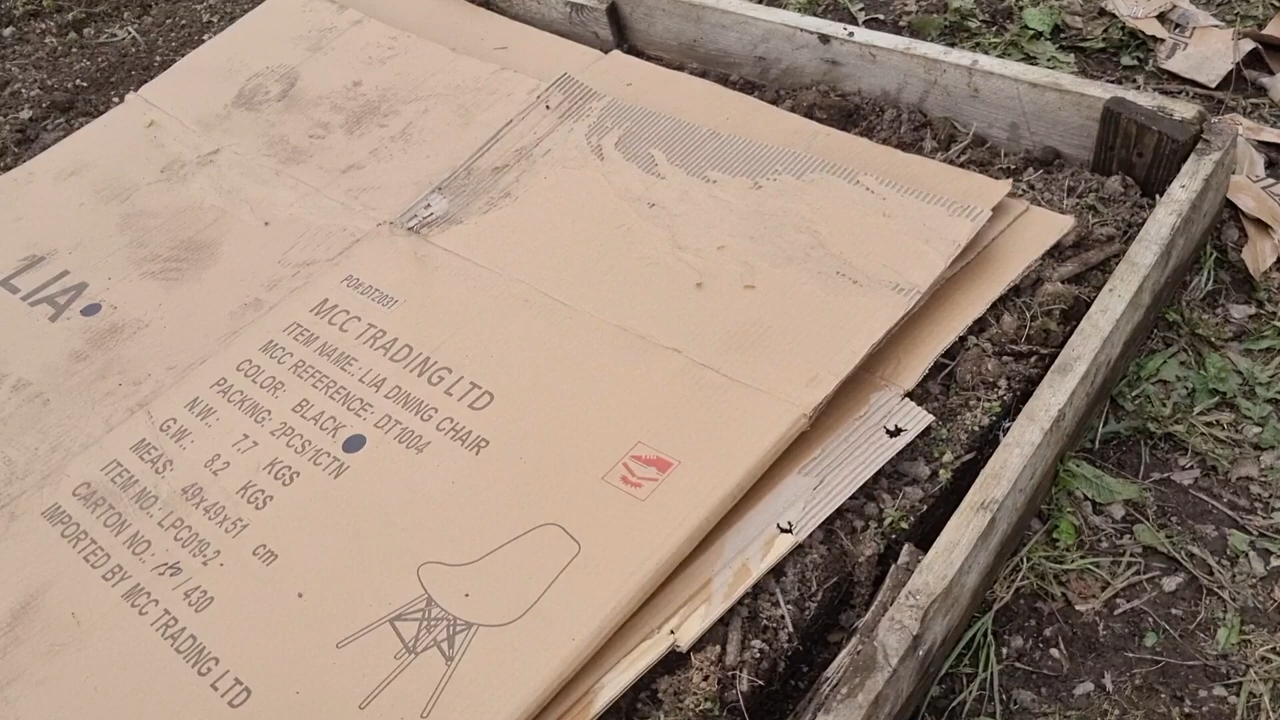 LIA
PO#:DT2031
MCC TRADING LTD
ITEM NAME: LIA DINING CHAIR
MCC REFERENCE: DT1004
COLOR: BLACK
PACKING: 2PCS/1CTN
N.W.: 7.7 KGS
G.W.: 8.2 KGS
MEAS: 49x49x51 cm
ITEM NO.: LPC019-2
CARTON NO.: / 430
IMPORTED BY MCC TRADING LTD